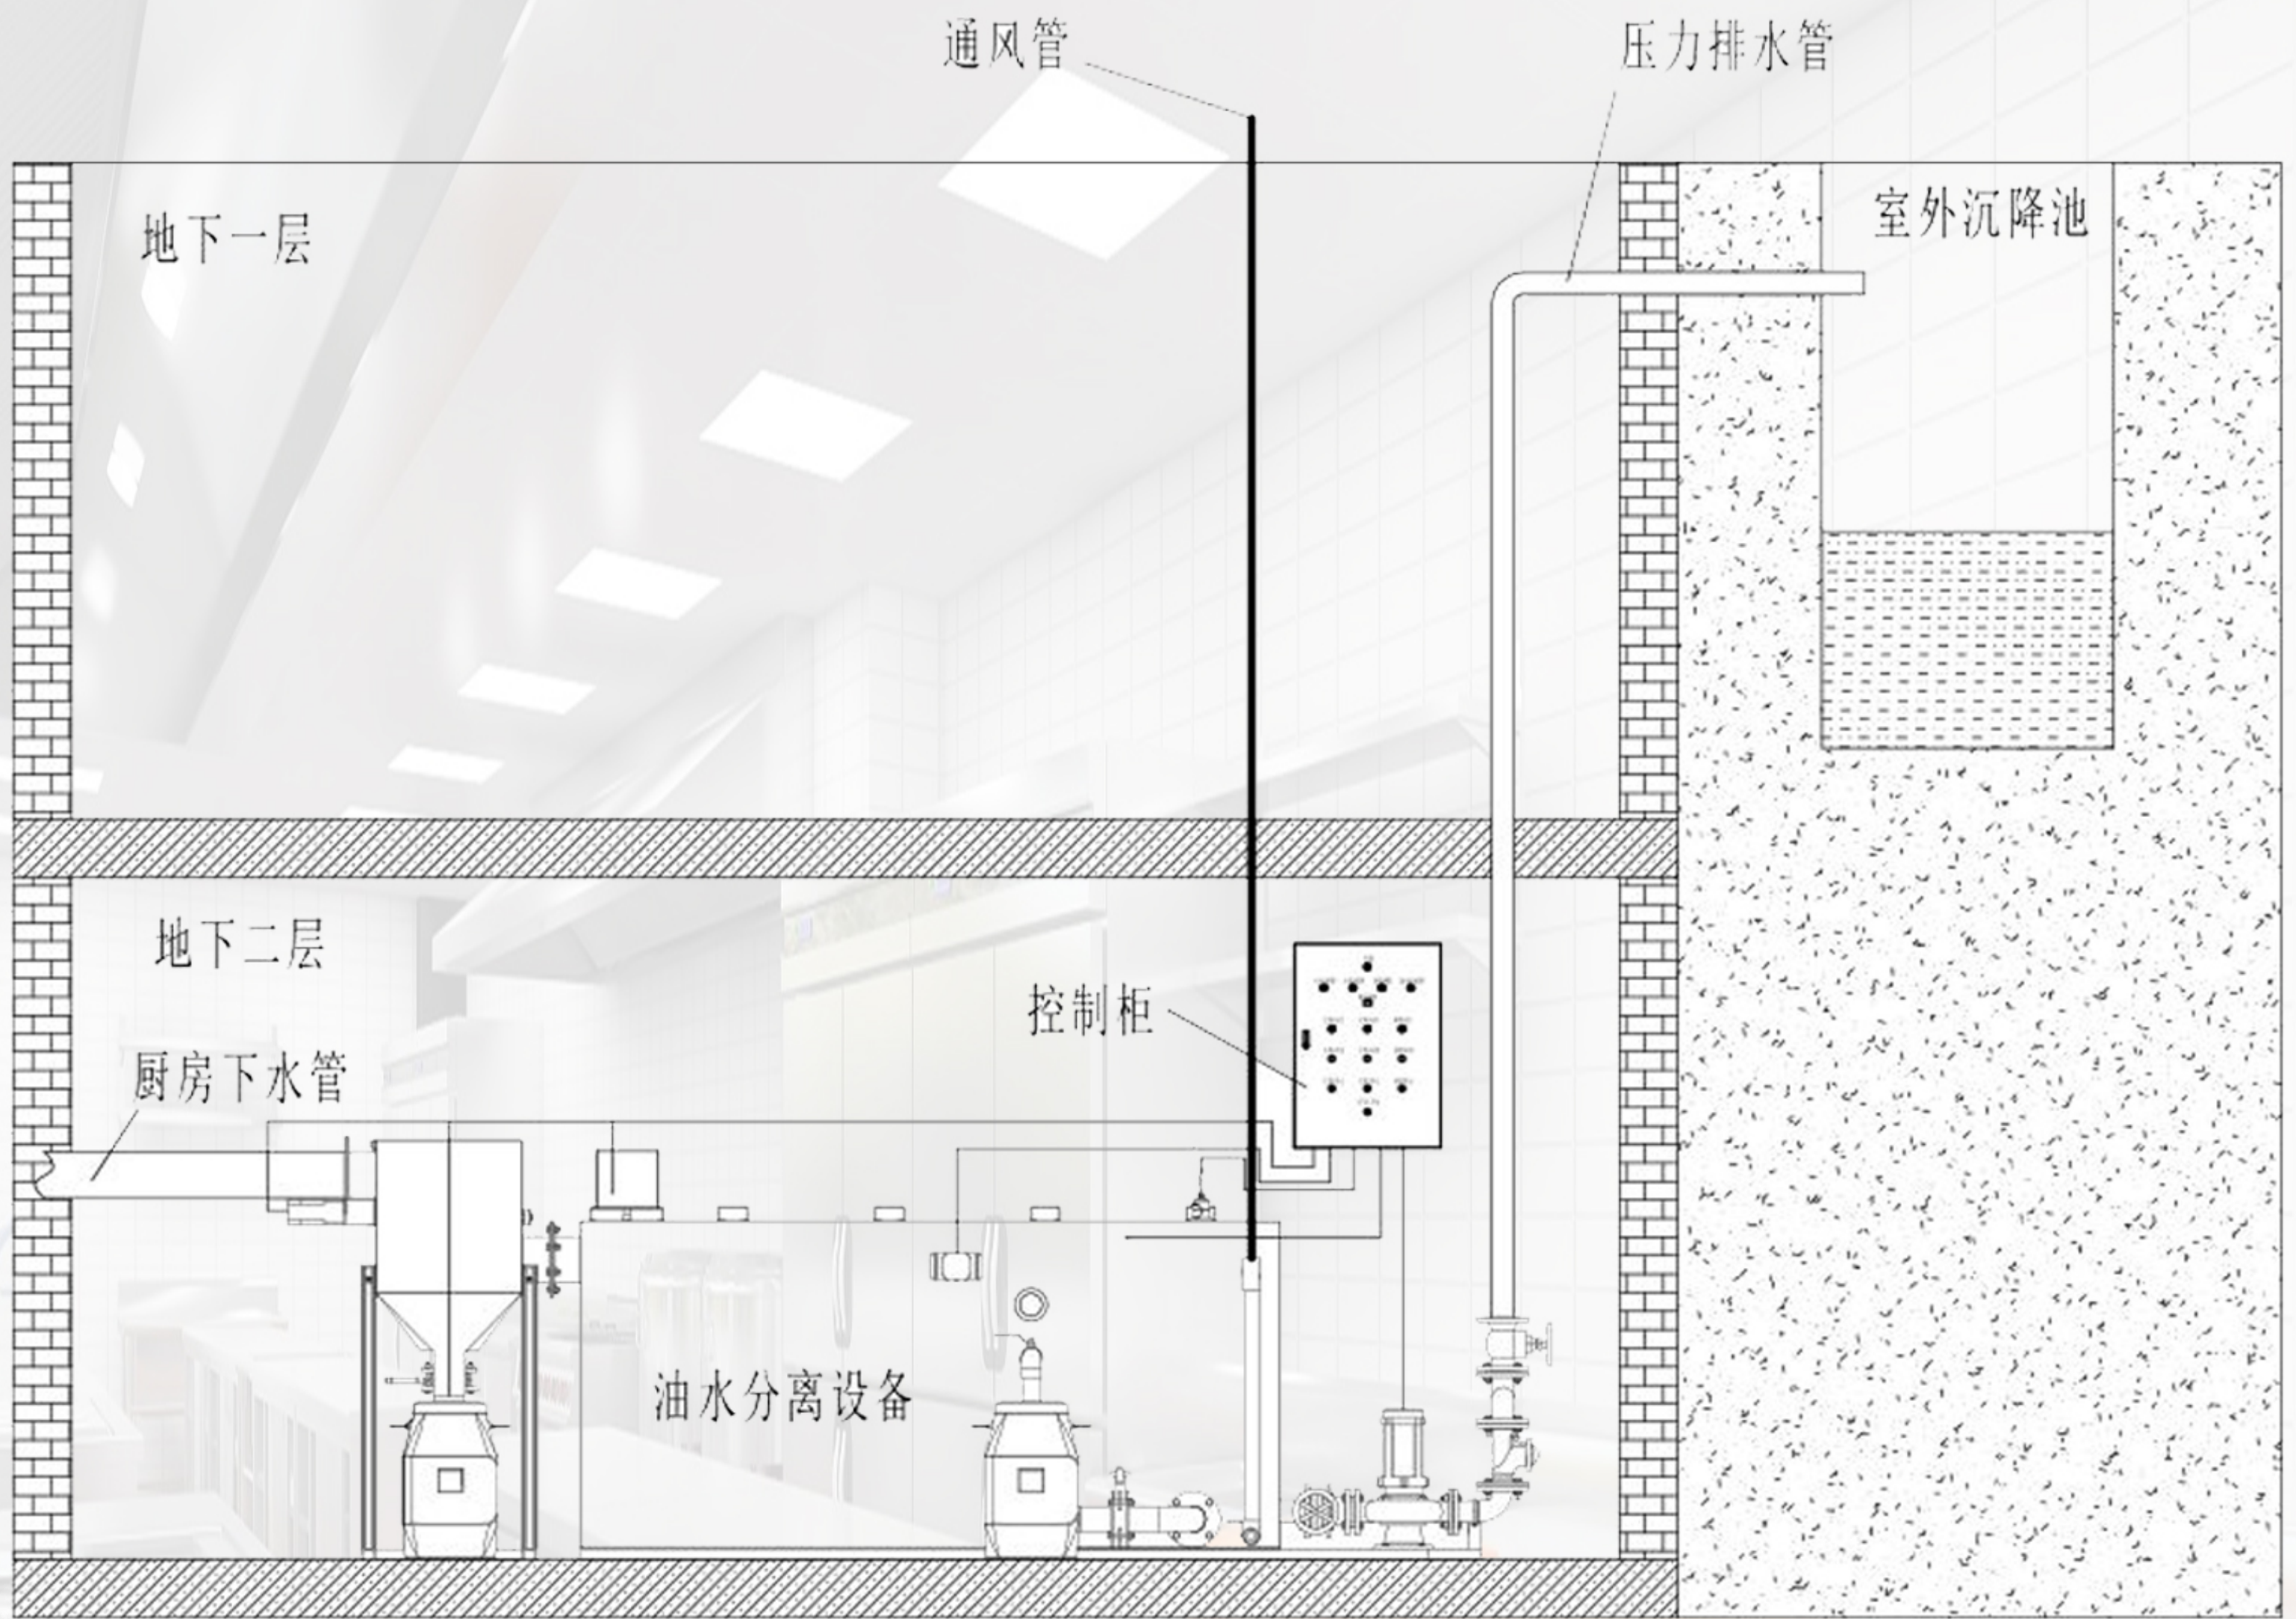 通风管
压力排水管
地下一层
室外沉降池
地下二层
控制柜
厨房下水管
油水分离设备